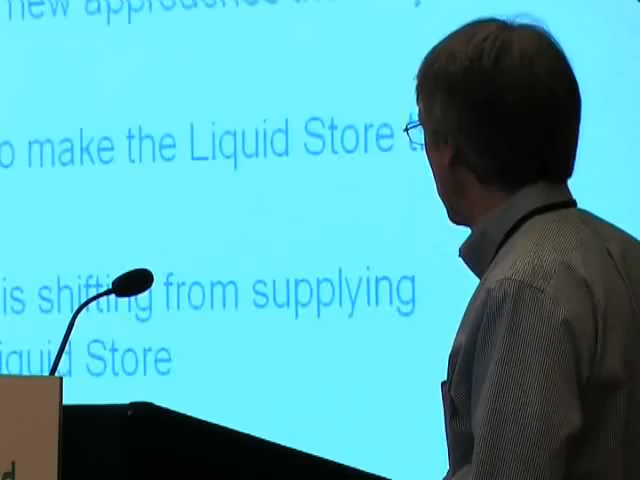 new approaches
o make the Liquid Store
is shifting from supplying
iquid Store
d